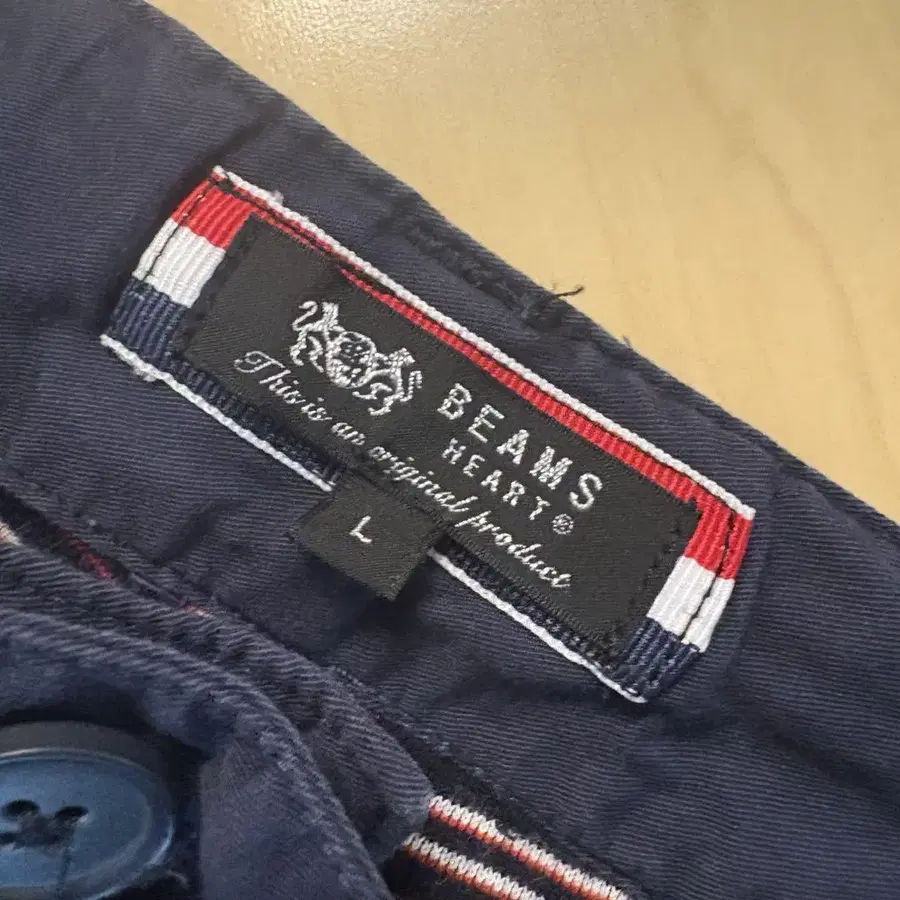 BEAMS
HEART®
This is an original product
L